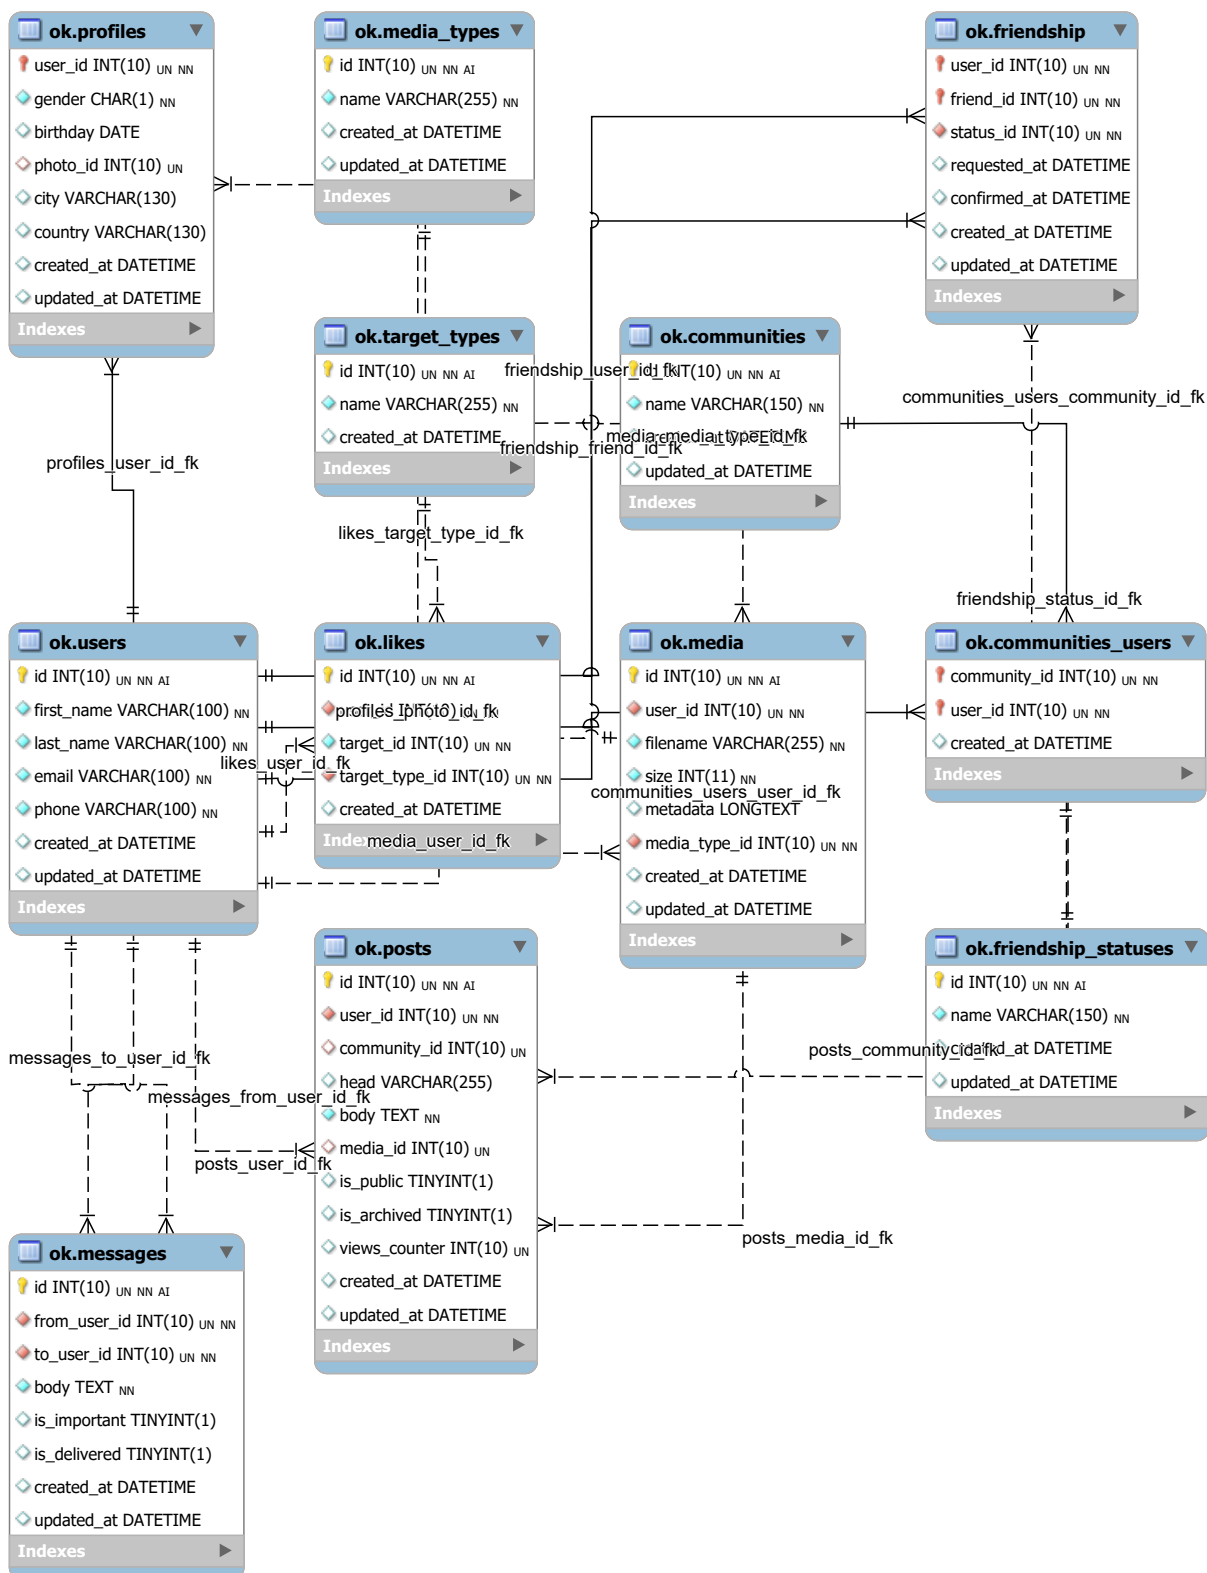 ok.profiles
user_id INT(10) UN NN
gender CHAR(1) NN
birthday DATE
photo_id INT(10) UN
city VARCHAR(130)
country VARCHAR(130)
created_at DATETIME
updated_at DATETIME
Indexes
ok.media_types
id INT(10) UN NN AI
name VARCHAR(255) NN
created_at DATETIME
updated_at DATETIME
Indexes
ok.friendship
user_id INT(10) UN NN
friend_id INT(10) UN NN
status_id INT(10) UN NN
requested_at DATETIME
confirmed_at DATETIME
created_at DATETIME
updated_at DATETIME
Indexes
ok.target_types
id INT(10) UN NN AI
name VARCHAR(255) NN
created_at DATETIME
Indexes
ok.communities
INT(10) UN NN AI
name VARCHAR(150) NN
updated_at DATETIME
Indexes
friendship_user_id_fk
friendship_friend_id_fk
media_media_type_id_fk
communities_users_community_id_fk
profiles_user_id_fk
likes_target_type_id_fk
friendship_status_id_fk
ok.users
id INT(10) UN NN AI
first_name VARCHAR(100) NN
last_name VARCHAR(100) NN
email VARCHAR(100) NN
phone VARCHAR(100) NN
created_at DATETIME
updated_at DATETIME
Indexes
ok.likes
id INT(10) UN NN AI
profiles_photo_id_fk
target_id INT(10) UN NN
target_type_id INT(10) UN NN
created_at DATETIME
Indexes
likes_user_id_fk
media_user_id_fk
ok.media
id INT(10) UN NN AI
user_id INT(10) UN NN
filename VARCHAR(255) NN
size INT(11) NN
communities_users_user_id_fk
metadata LONGTEXT
media_type_id INT(10) UN NN
created_at DATETIME
updated_at DATETIME
Indexes
ok.communities_users
community_id INT(10) UN NN
user_id INT(10) UN NN
created_at DATETIME
Indexes
ok.posts
id INT(10) UN NN AI
user_id INT(10) UN NN
community_id INT(10) UN
head VARCHAR(255)
body TEXT NN
media_id INT(10) UN
is_public TINYINT(1)
is_archived TINYINT(1)
views_counter INT(10) UN
created_at DATETIME
updated_at DATETIME
Indexes
ok.friendship_statuses
id INT(10) UN NN AI
name VARCHAR(150) NN
created_at DATETIME
updated_at DATETIME
Indexes
posts_community_id_fk
messages_to_user_id_fk
messages_from_user_id_fk
posts_user_id_fk
posts_media_id_fk
ok.messages
id INT(10) UN NN AI
from_user_id INT(10) UN NN
to_user_id INT(10) UN NN
body TEXT NN
is_important TINYINT(1)
is_delivered TINYINT(1)
created_at DATETIME
updated_at DATETIME
Indexes